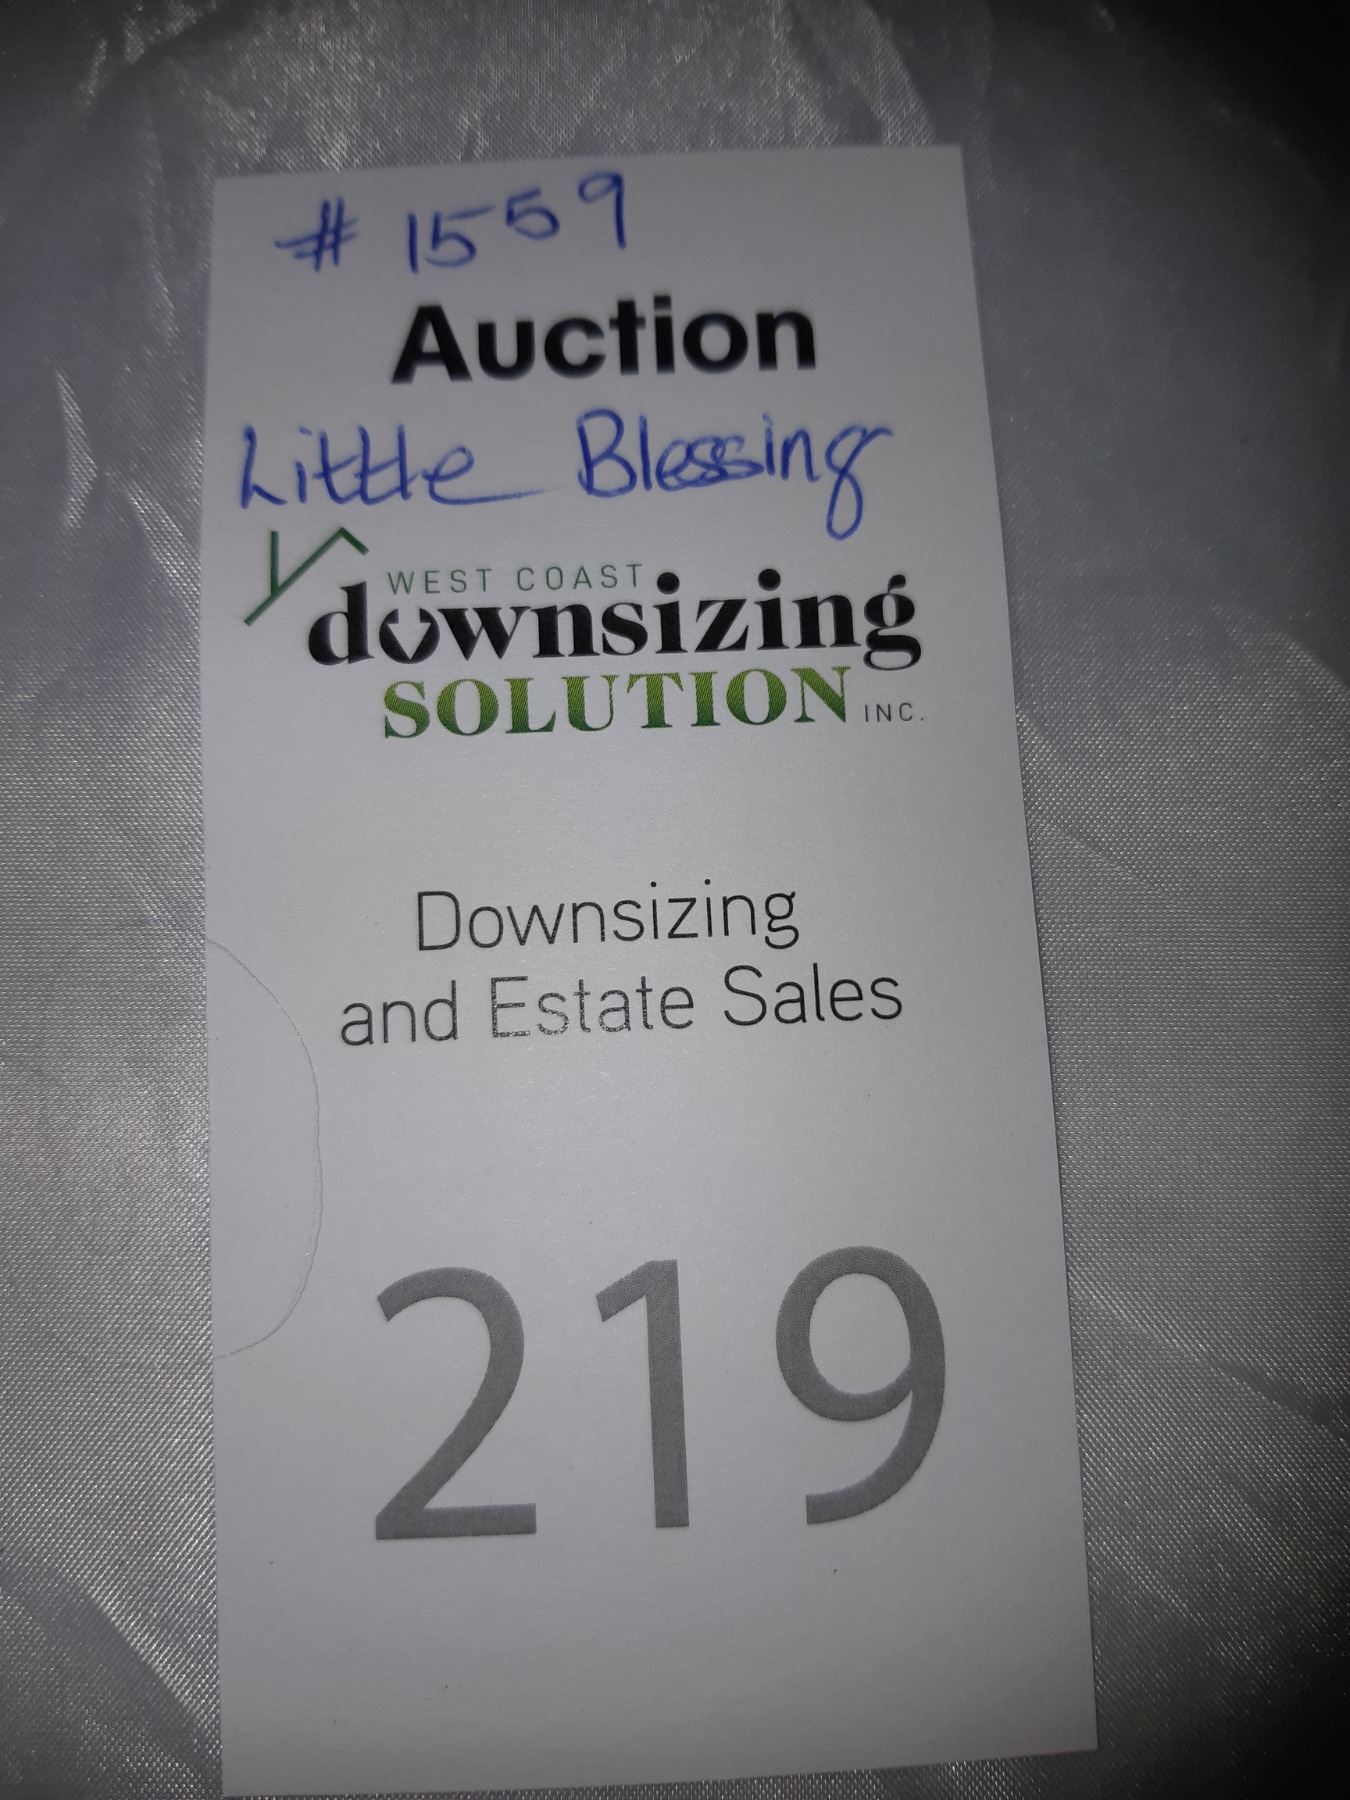 # 1559
Auction
Little Blessing
WEST COAST
downsizing
SOLUTION INC.
Downsizing
and Estate Sales
219